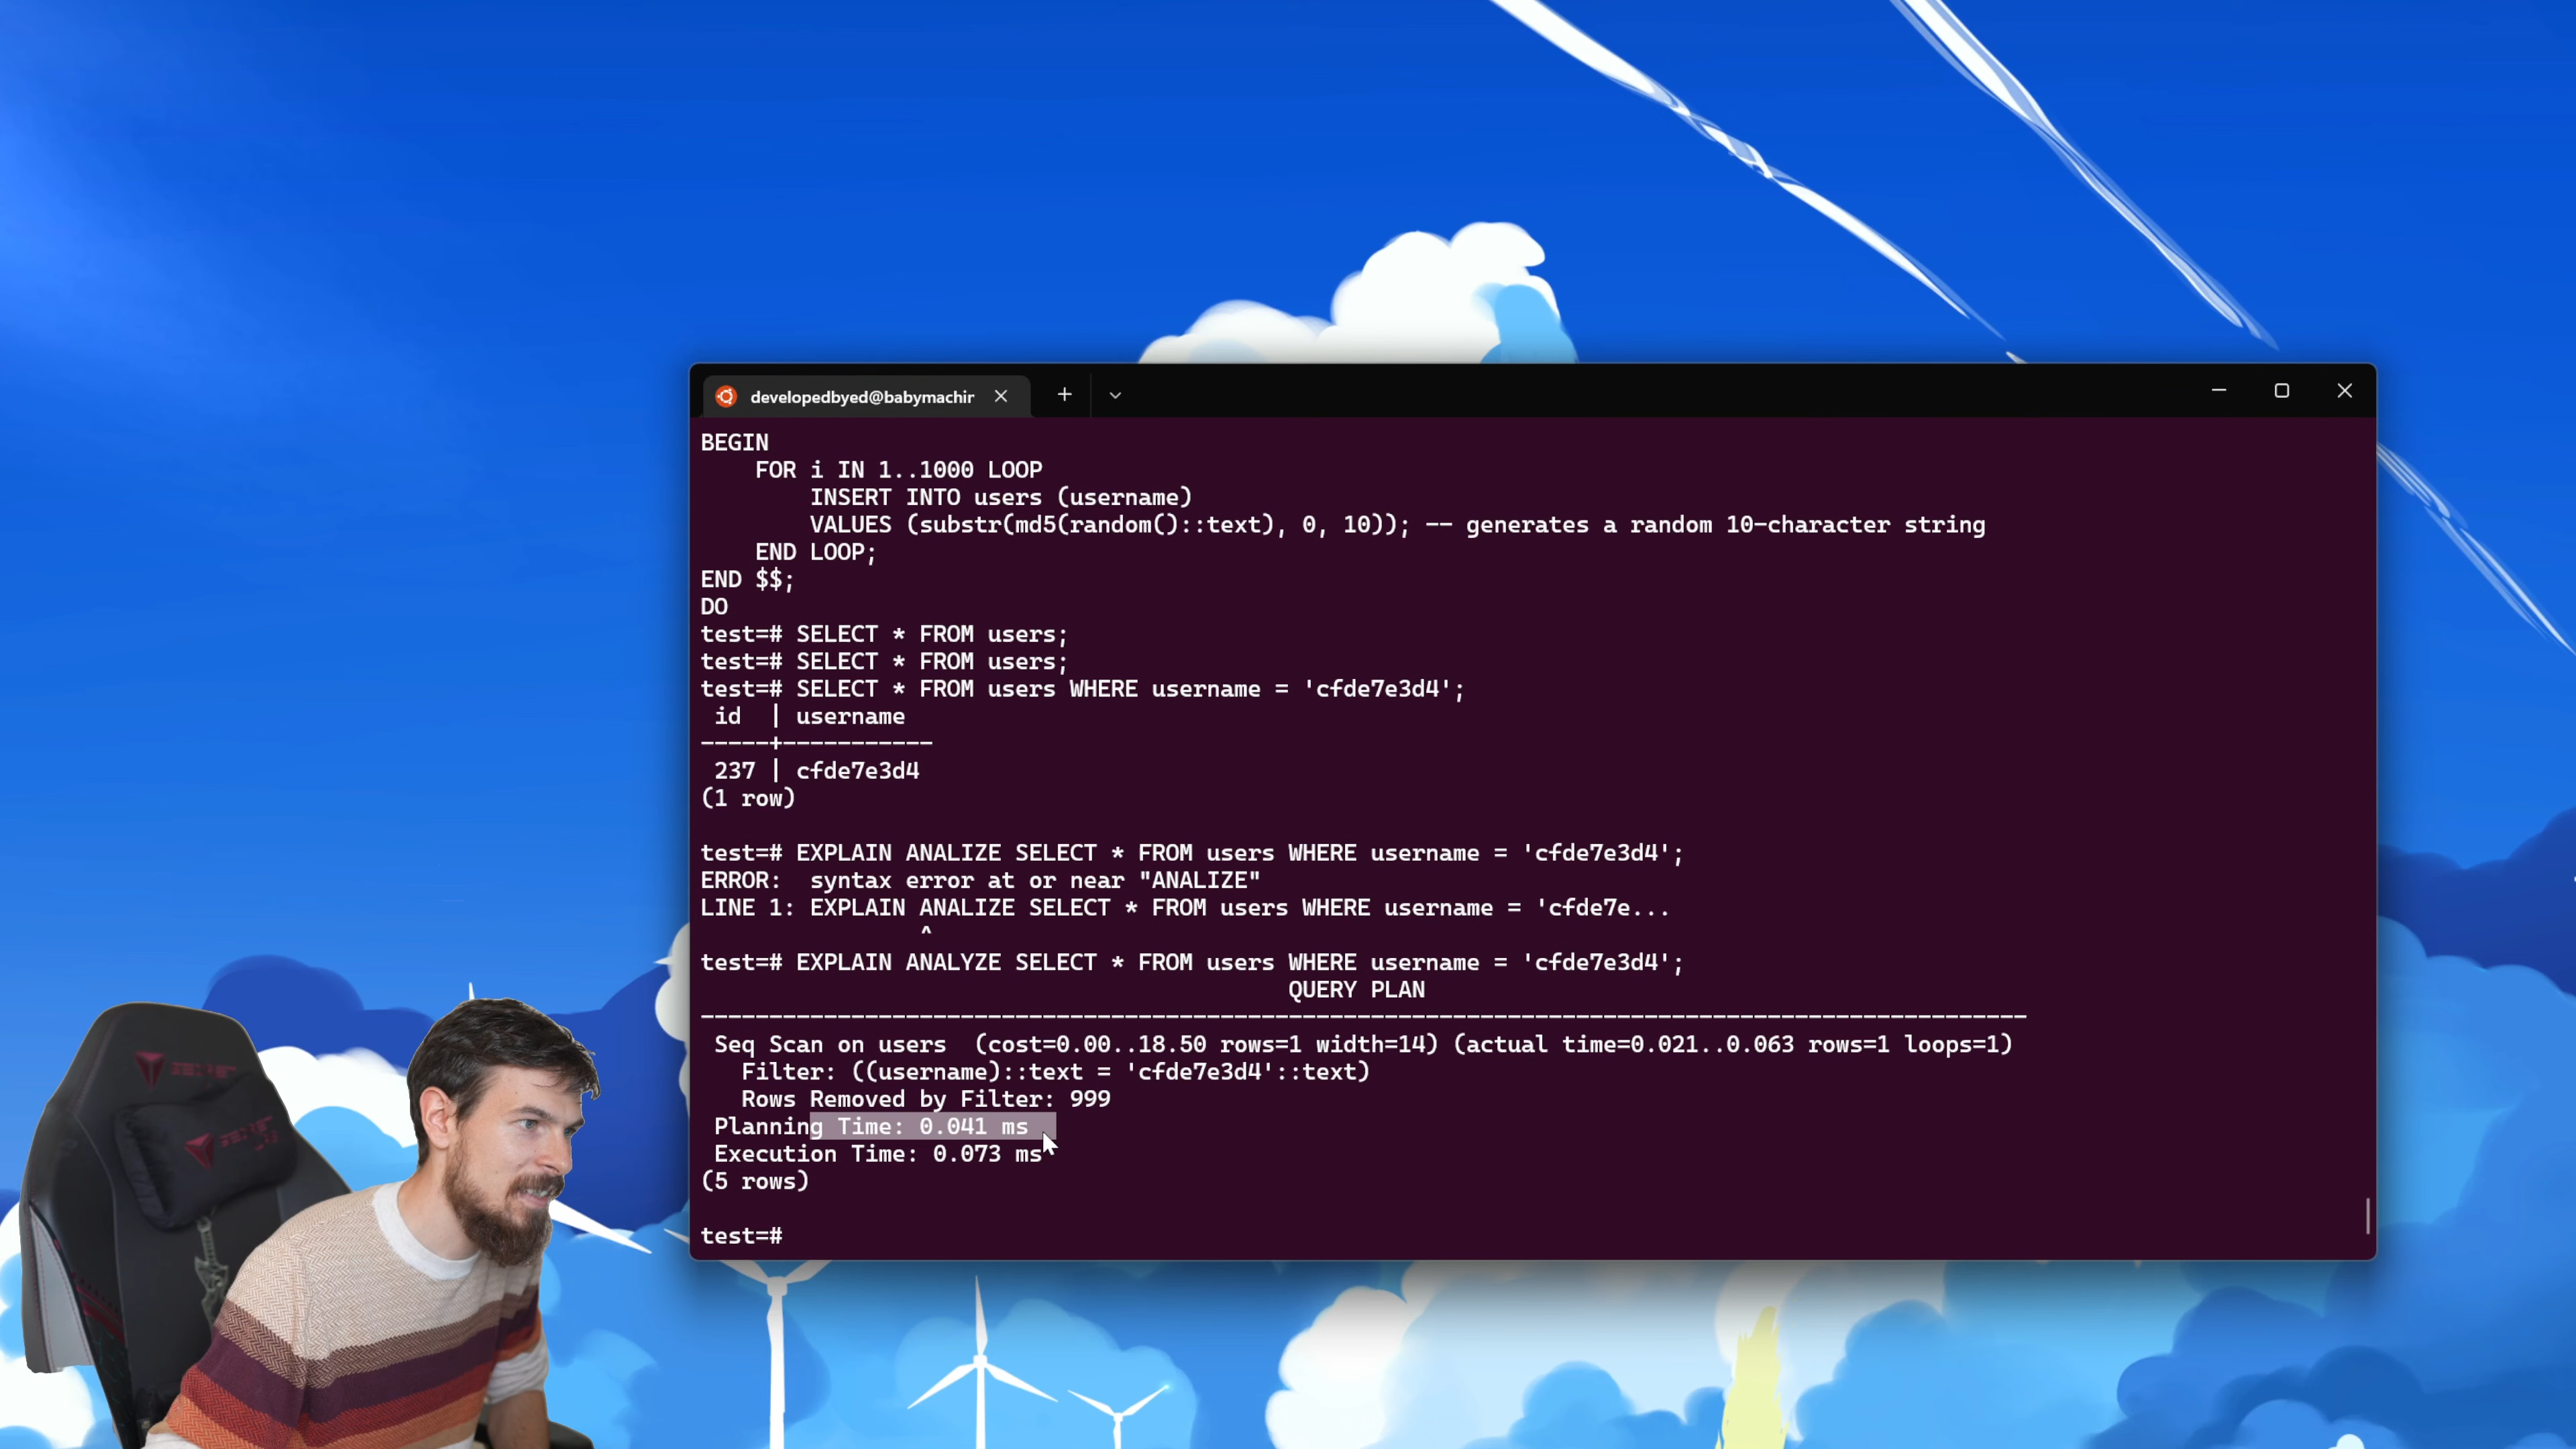 developedbyed@babymachin
BEGIN
    FOR i IN 1..1000 LOOP
        INSERT INTO users (username)
        VALUES (substr(md5(random()::text), 0, 10)); -- generates a random 10-character string
    END LOOP;
END $$;
DO
test=# SELECT * FROM users;
test=# SELECT * FROM users;
test=# SELECT * FROM users WHERE username = 'cfde7e3d4';
 id  | username
-----+-----------
 237 | cfde7e3d4
(1 row)
test=# EXPLAIN ANALIZE SELECT * FROM users WHERE username = 'cfde7e3d4';
ERROR:  syntax error at or near "ANALIZE"
LINE 1: EXPLAIN ANALIZE SELECT * FROM users WHERE username = 'cfde7e...
                ^
test=# EXPLAIN ANALYZE SELECT * FROM users WHERE username = 'cfde7e3d4';
                                           QUERY PLAN
-------------------------------------------------------------------------------------------------
 Seq Scan on users  (cost=0.00..18.50 rows=1 width=14) (actual time=0.021..0.063 rows=1 loops=1)
   Filter: ((username)::text = 'cfde7e3d4'::text)
   Rows Removed by Filter: 999
 Planning Time: 0.041 ms
 Execution Time: 0.073 ms
(5 rows)
test=#